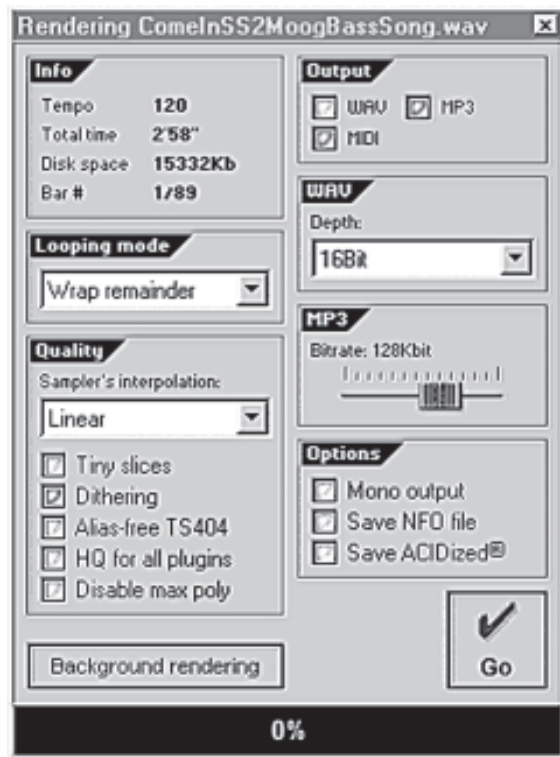 Rendering ComeInSS2MoogBassSong.wav
Info
Tempo 120
Total time 2'58"
Disk space 15332Kb
Bar # 1/89
Looping mode
Wrap remainder
Quality
Sampler's interpolation:
Linear
Tiny slices
Dithering
Alias-free TS404
HQ for all plugins
Disable max poly
Background rendering
Output
WAV MP3
MIDI
WAV
Depth:
16Bit
MP3
Bitrate: 128Kbit
Options
Mono output
Save NFO file
Save ACIDized®
Go
0%